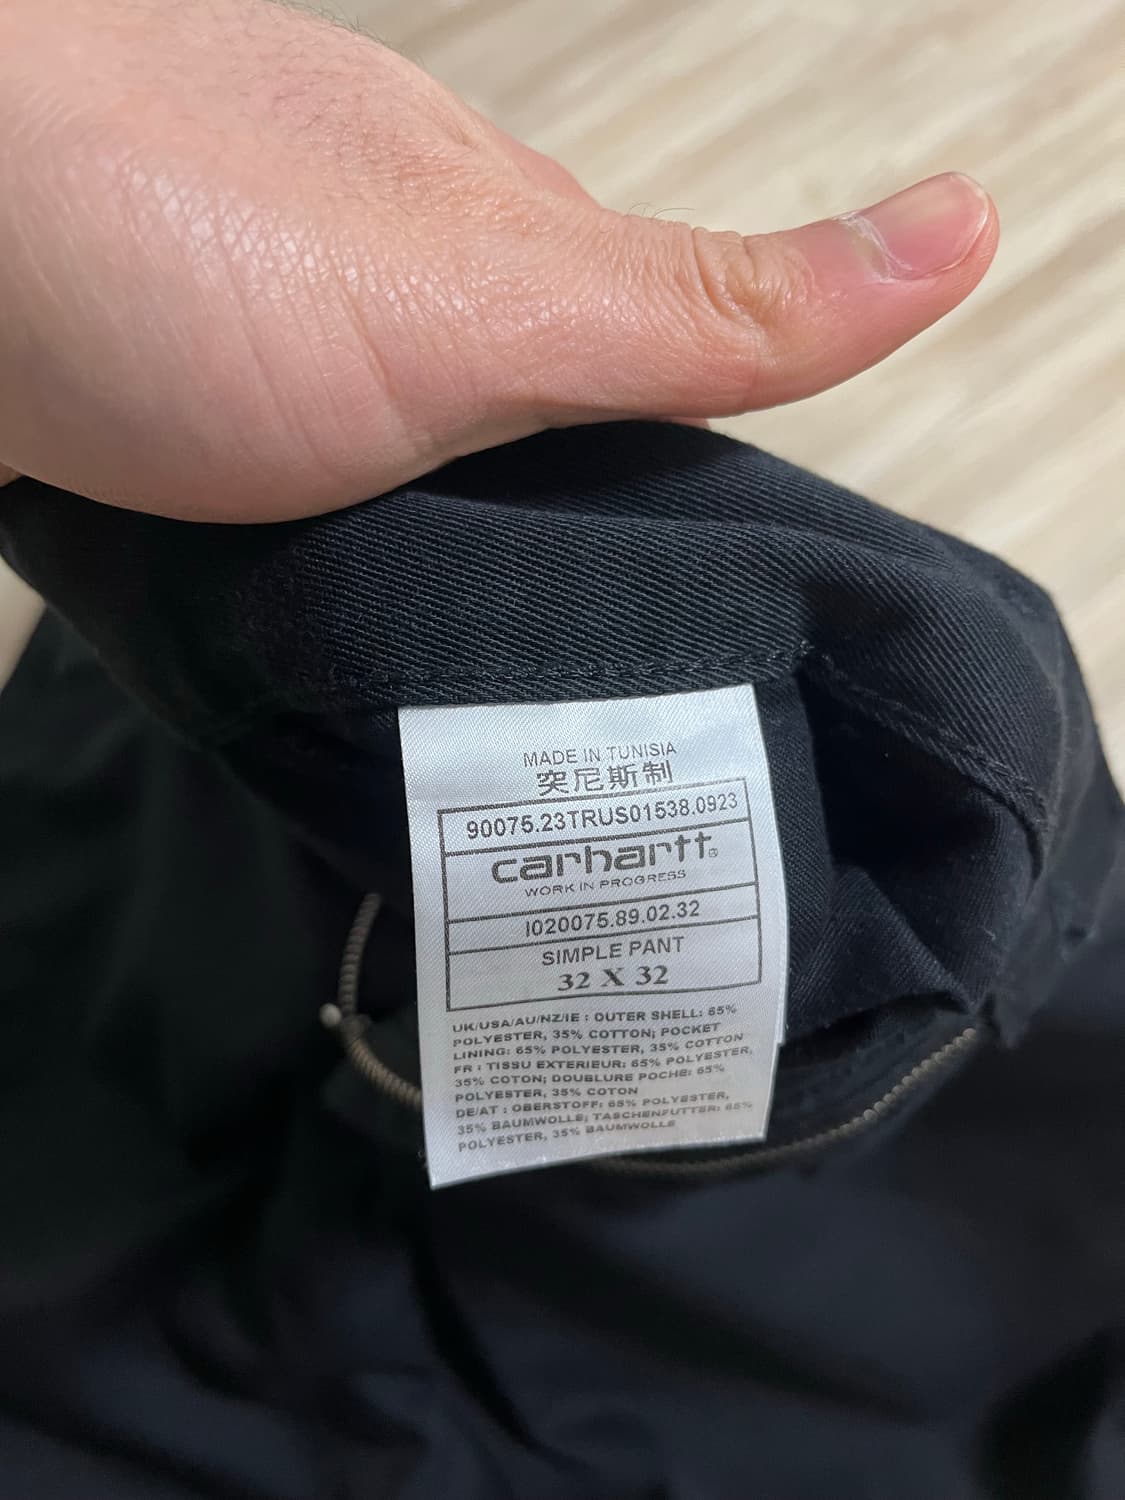 MADE IN TUNISIA
突尼斯制
90075.23TRUS01538.0923
carhartt®
WORK IN PROGRESS
I020075.89.02.32
SIMPLE PANT
32 X 32
UK/USA/AU/NZ/IE : OUTER SHELL: 65%
POLYESTER, 35% COTTON; POCKET
LINING: 65% POLYESTER, 35% COTTON
FR : TISSU EXTERIEUR: 65% POLYESTER,
35% COTON; DOUBLURE POCHE: 65%
POLYESTER, 35% COTON
DE/AT : OBERSTOFF: 65% POLYESTER,
35% BAUMWOLLE; TASCHENFUTTER: 65%
POLYESTER, 35% BAUMWOLLE